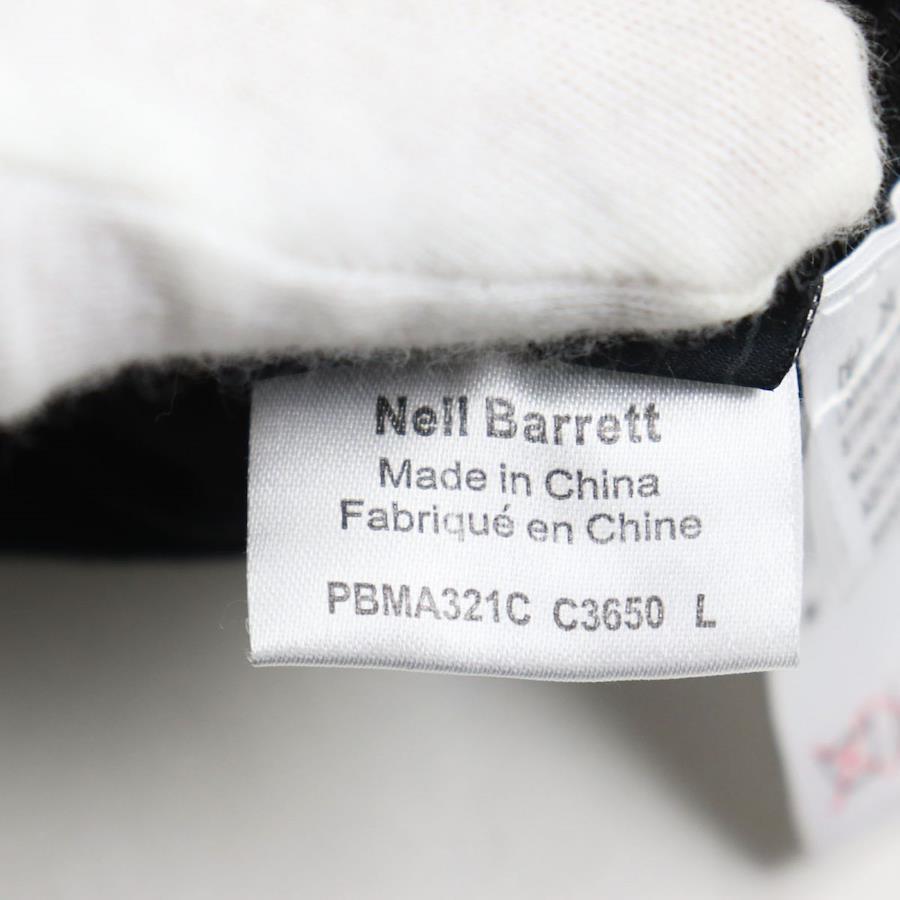 Neil Barrett
Made in China
Fabriqué en Chine
PBMA321C C3650 L